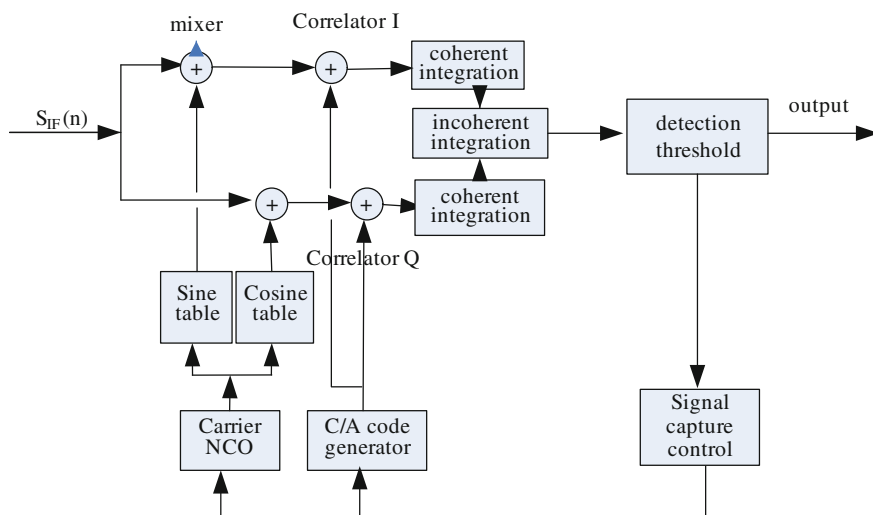 Correlator I
mixer
+
+
coherent
integration
S_IF(n)
incoherent
integration
detection
threshold
output
+
+
coherent
integration
Correlator Q
Sine
table
Cosine
table
Carrier
NCO
C/A code
generator
Signal
capture
control